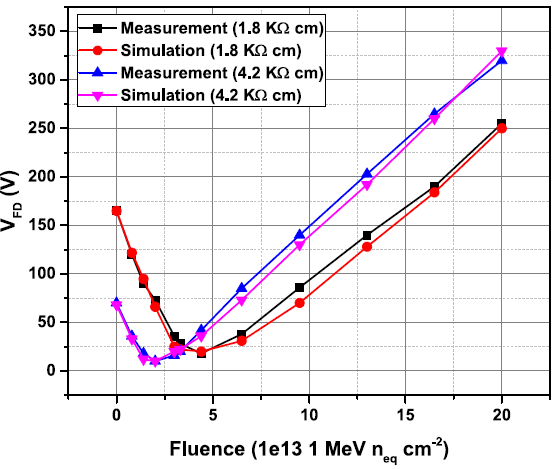 Measurement (1.8 KΩ cm)
Simulation (1.8 KΩ cm)
Measurement (4.2 KΩ cm)
Simulation (4.2 KΩ cm)
350
300
250
200
150
100
50
0
V_FD (V)
0
5
10
15
20
Fluence (1e13 1 MeV n_eq cm⁻²)